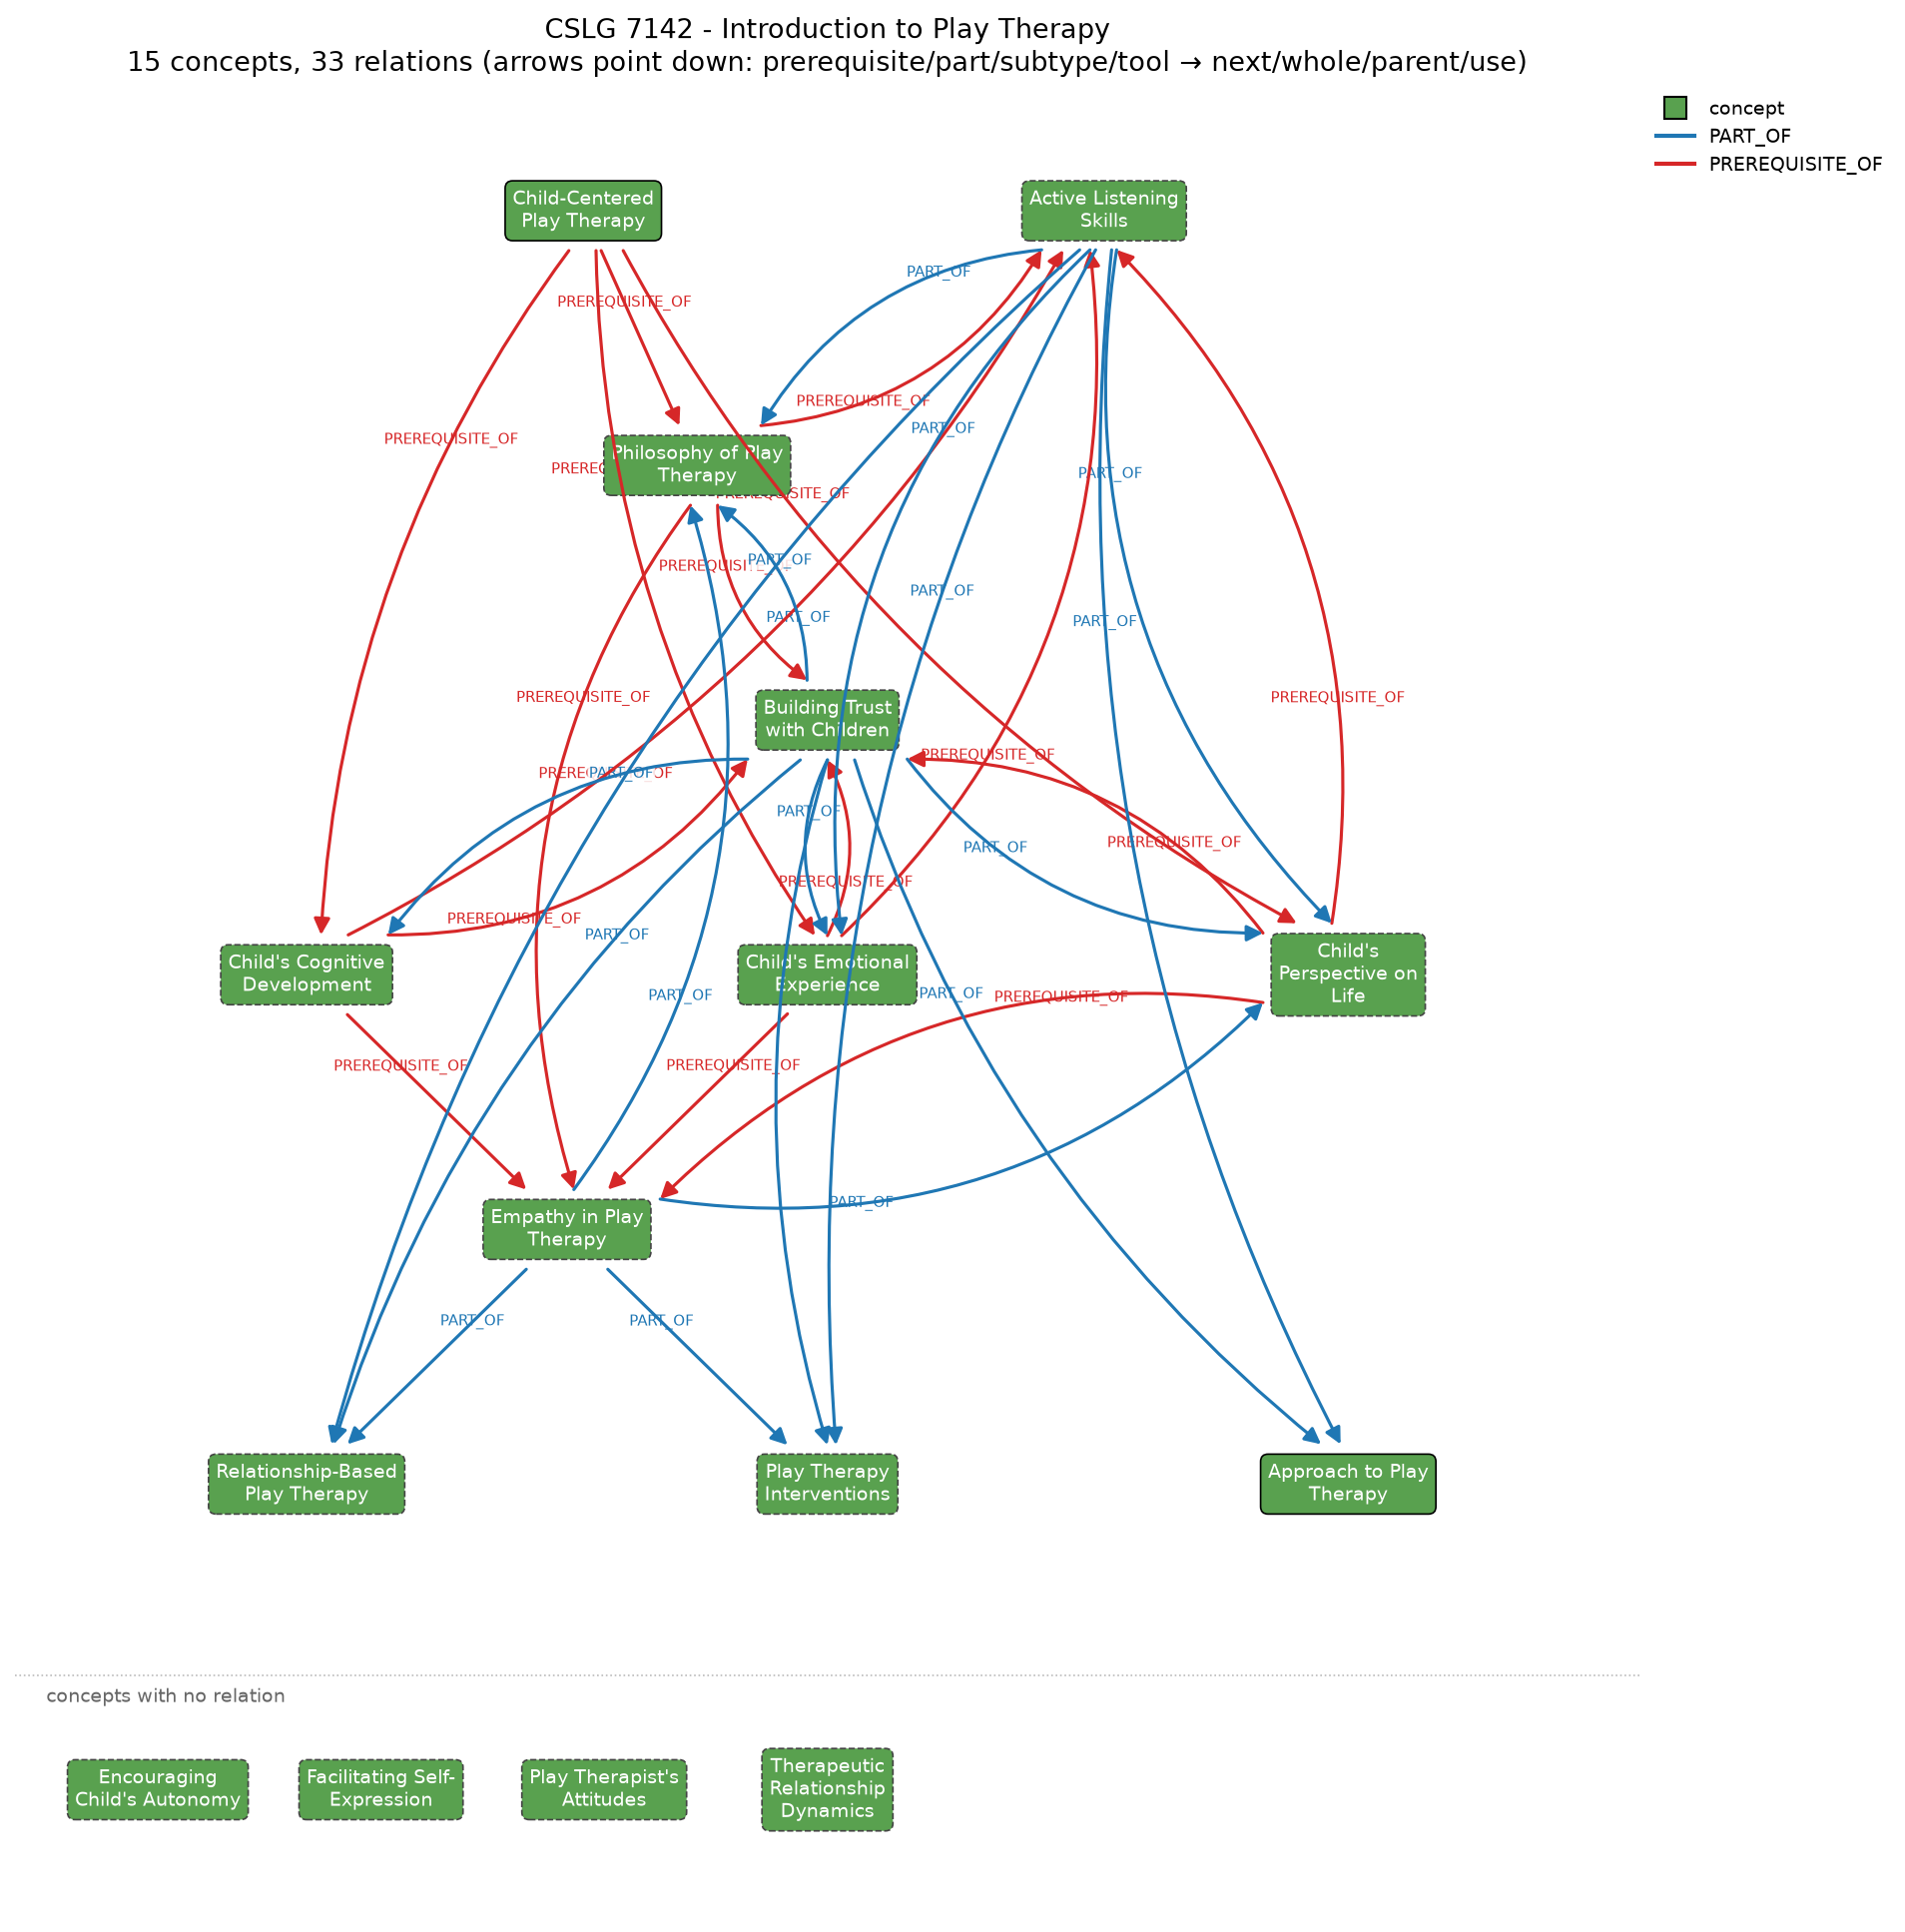 CSLG 7142 - Introduction to Play Therapy
15 concepts, 33 relations (arrows point down: prerequisite/part/subtype/tool → next/whole/parent/use)
concept
PART_OF
PREREQUISITE_OF
Child-Centered
Play Therapy
Active Listening
Skills
PART_OF
PREREQUISITE_OF
PREREQUISITE_OF
PART_OF
PREREQUISITE_OF
Philosophy of Play
Therapy
PART_OF
PART_OF
PART_OF
PART_OF
PART_OF
PREREQUISITE_OF
PREREQUISITE_OF
Building Trust
with Children
PREREQUISITE_OF
PART_OF
PART_OF
PREREQUISITE_OF
PART_OF
PREREQUISITE_OF
PREREQUISITE_OF
PART_OF
Child's Cognitive
Development
Child's Emotional
Experience
Child's
Perspective on
Life
PART_OF
PART_OF
PREREQUISITE_OF
PREREQUISITE_OF
PREREQUISITE_OF
PART_OF
Empathy in Play
Therapy
PART_OF
PART_OF
Relationship-Based
Play Therapy
Play Therapy
Interventions
Approach to Play
Therapy
concepts with no relation
Encouraging
Child's Autonomy
Facilitating Self-
Expression
Play Therapist's
Attitudes
Therapeutic
Relationship
Dynamics